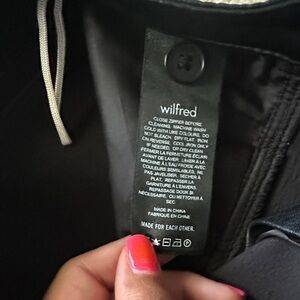 wilfred
CLOSE ZIPPER BEFORE
CLEANING. MACHINE WASH
COLD WITH LIKE COLOURS. DO
NOT BLEACH. DRY FLAT. IRON
ON REVERSE. COOL IRON ONLY
IF NEEDED. OR DRY CLEAN
FERMER LA FERMETURE ÉCLAIR
AVANT DE LAVER. LAVER À LA
MACHINE À L'EAU FROIDE AVEC
COULEURS SEMBLABLES. NE
PAS JAVELISER. SÉCHER À
PLAT. REPASSER LA
GARNITURE À L'ENVERS.
REPASSAGE DOUX SI
NÉCESSAIRE. OU NETTOYER À
SEC
MADE IN CHINA
FABRIQUÉ EN CHINE
MADE FOR EACH OTHER.